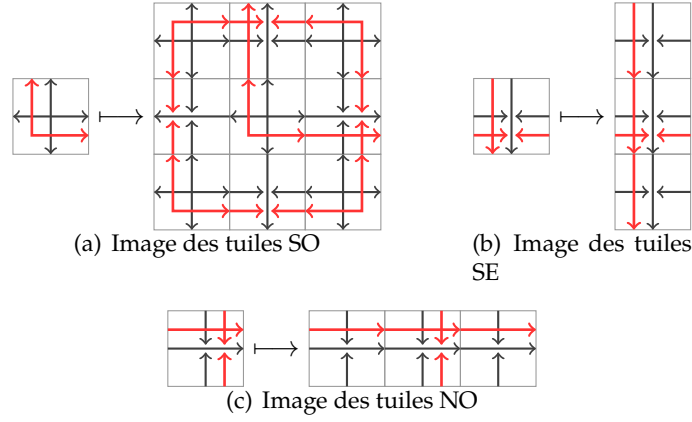 (a) Image des tuiles SO
(b) Image des tuiles
SE
(c) Image des tuiles NO